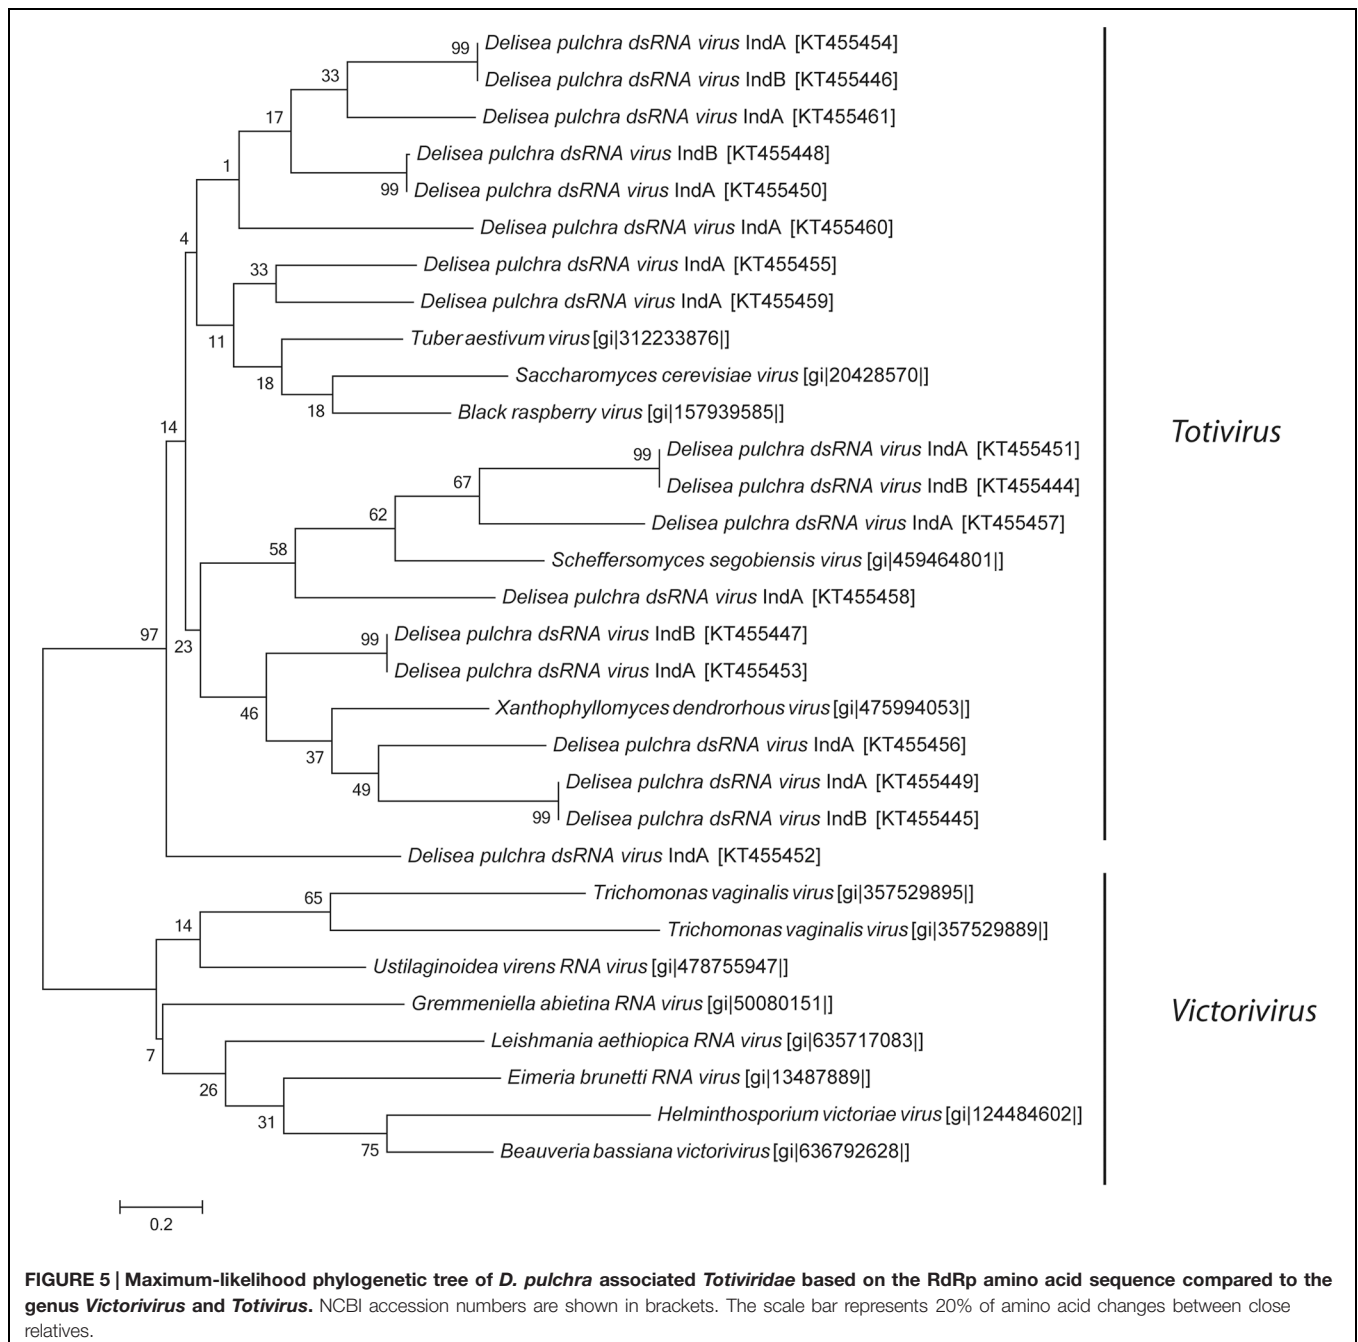 99
Delisea pulchra dsRNA virus IndA [KT455454]
Delisea pulchra dsRNA virus IndB [KT455446]
33
Delisea pulchra dsRNA virus IndA [KT455461]
17
Delisea pulchra dsRNA virus IndB [KT455448]
99
Delisea pulchra dsRNA virus IndA [KT455450]
1
Delisea pulchra dsRNA virus IndA [KT455460]
4
33
Delisea pulchra dsRNA virus IndA [KT455455]
Delisea pulchra dsRNA virus IndA [KT455459]
11
Tuber aestivum virus [gi|312233876|]
18
Saccharomyces cerevisiae virus [gi|20428570|]
18
Black raspberry virus [gi|157939585|]
14
Totivirus
99
Delisea pulchra dsRNA virus IndA [KT455451]
Delisea pulchra dsRNA virus IndB [KT455444]
67
Delisea pulchra dsRNA virus IndA [KT455457]
62
Scheffersomyces segobiensis virus [gi|459464801|]
58
Delisea pulchra dsRNA virus IndA [KT455458]
97
23
99
Delisea pulchra dsRNA virus IndB [KT455447]
Delisea pulchra dsRNA virus IndA [KT455453]
46
Xanthophyllomyces dendrorhous virus [gi|475994053|]
37
Delisea pulchra dsRNA virus IndA [KT455456]
49
Delisea pulchra dsRNA virus IndA [KT455449]
99
Delisea pulchra dsRNA virus IndB [KT455445]
Delisea pulchra dsRNA virus IndA [KT455452]
65
Trichomonas vaginalis virus [gi|357529895|]
14
Trichomonas vaginalis virus [gi|357529889|]
Ustilaginoidea virens RNA virus [gi|478755947|]
Gremmeniella abietina RNA virus [gi|50080151|]
Victorivirus
7
Leishmania aethiopica RNA virus [gi|635717083|]
26
Eimeria brunetti RNA virus [gi|13487889|]
31
Helminthosporium victoriae virus [gi|124484602|]
75
Beauveria bassiana victorivirus [gi|636792628|]
0.2
FIGURE 5 | Maximum-likelihood phylogenetic tree of D. pulchra associated Totiviridae based on the RdRp amino acid sequence compared to the
genus Victorivirus and Totivirus. NCBI accession numbers are shown in brackets. The scale bar represents 20% of amino acid changes between close
relatives.